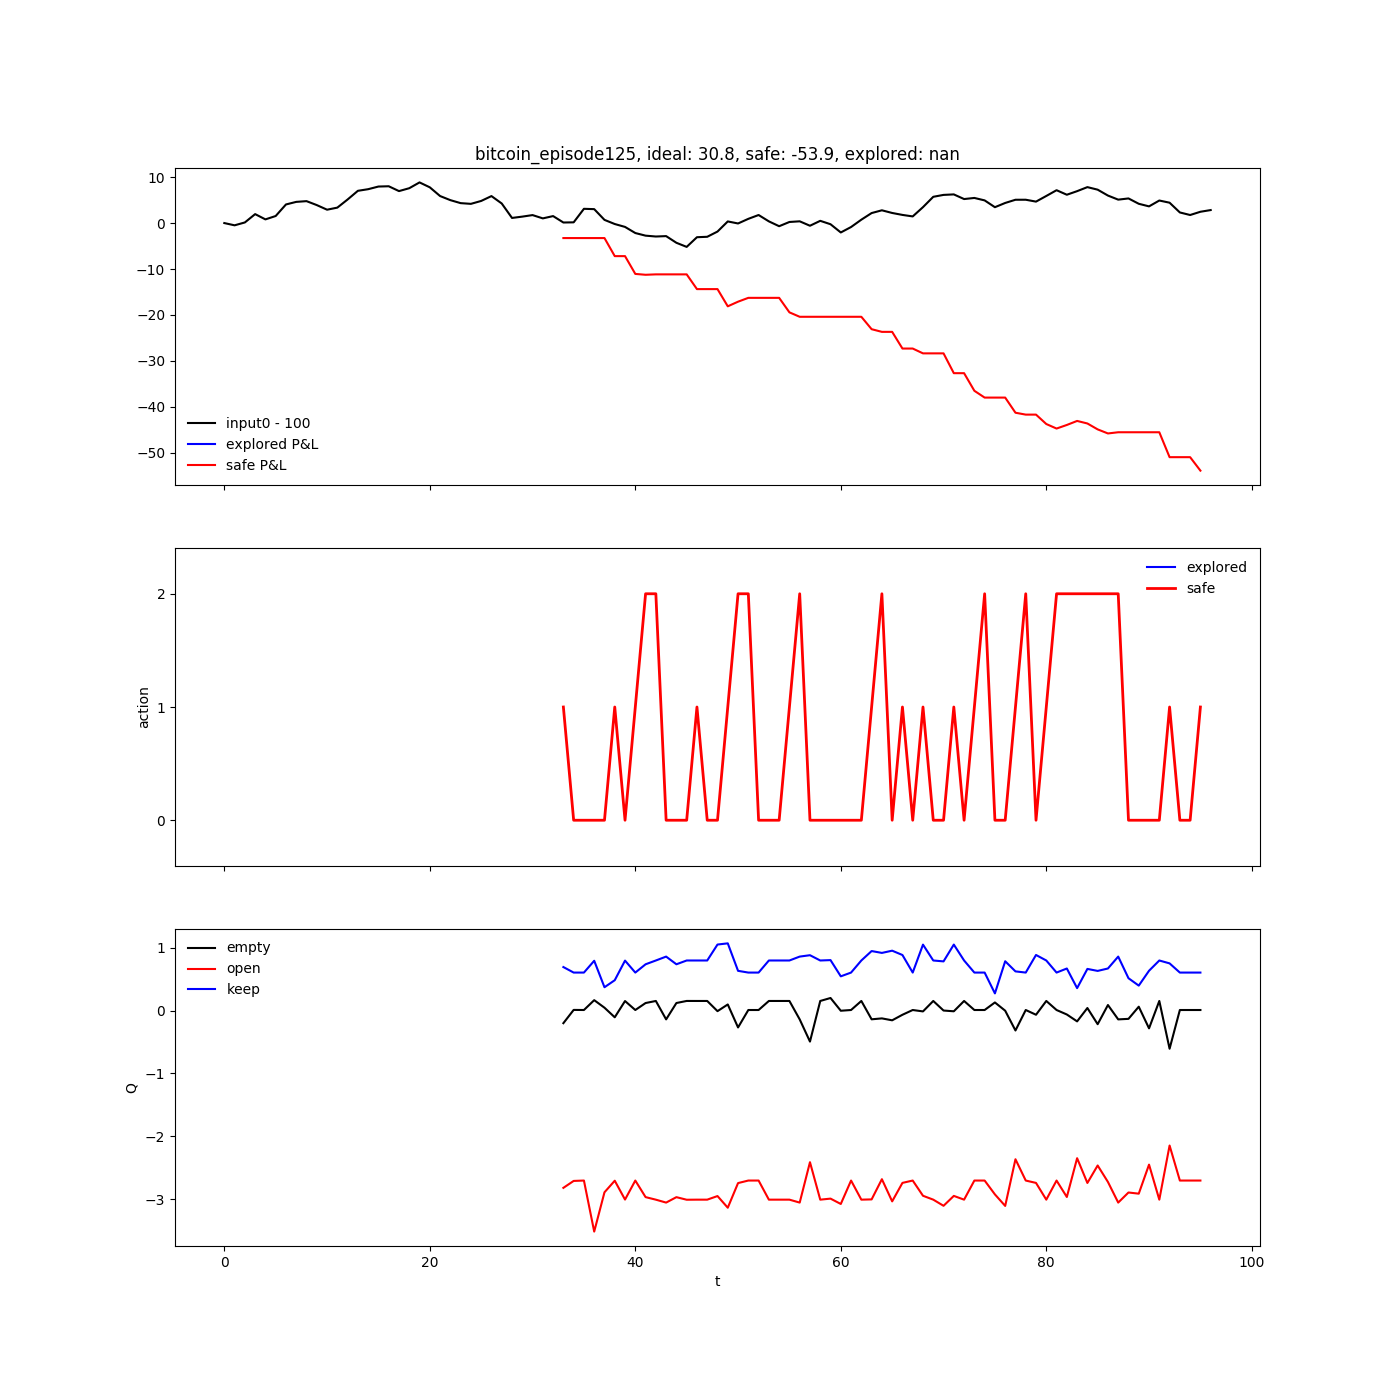 bitcoin_episode125, ideal: 30.8, safe: -53.9, explored: nan
10
0
−10
−20
−30
−40
−50
input0 - 100
explored P&L
safe P&L
2
1
0
action
explored
safe
1
0
−1
−2
−3
Q
empty
open
keep
0
20
40
60
80
100
t